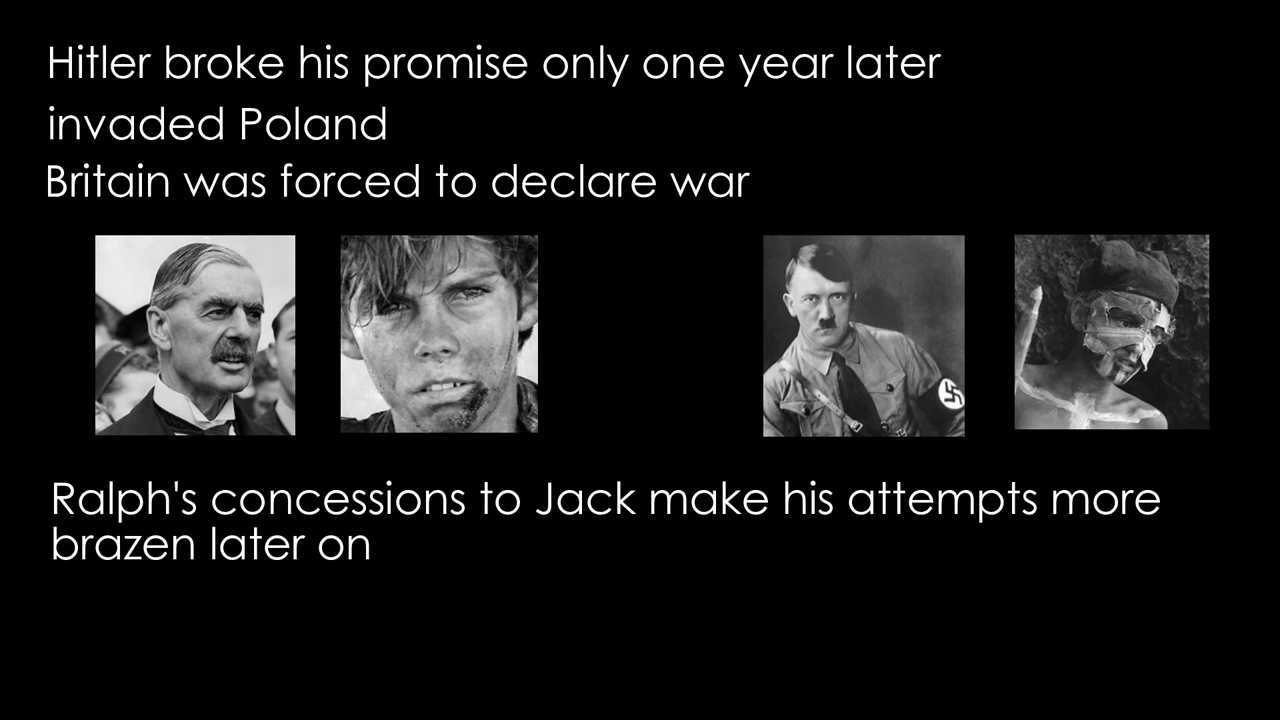 Hitler broke his promise only one year later
invaded Poland
Britain was forced to declare war
Ralph's concessions to Jack make his attempts more
brazen later on